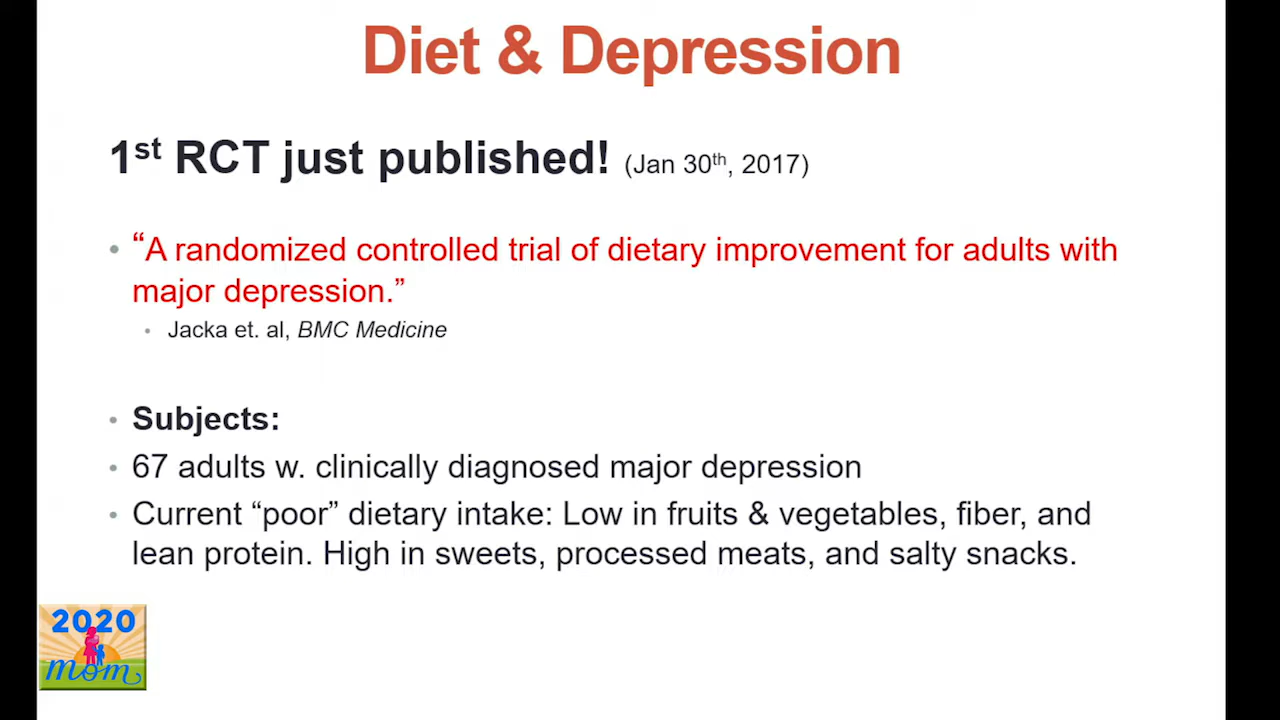 Diet & Depression
1st RCT just published! (Jan 30th, 2017)
• “A randomized controlled trial of dietary improvement for adults with
major depression.”
• Jacka et. al, BMC Medicine
• Subjects:
• 67 adults w. clinically diagnosed major depression
• Current “poor” dietary intake: Low in fruits & vegetables, fiber, and
lean protein. High in sweets, processed meats, and salty snacks.
2020
mom